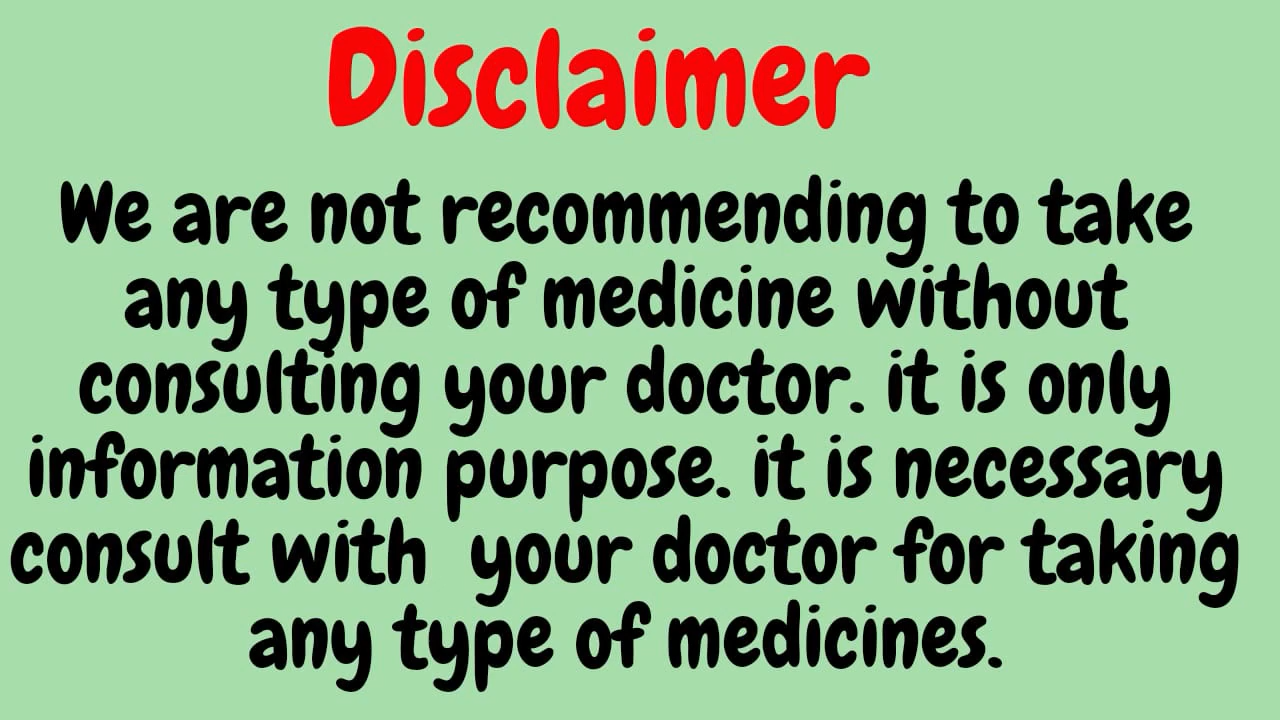 Disclaimer
We are not recommending to take
any type of medicine without
consulting your doctor. it is only
information purpose. it is necessary
consult with  your doctor for taking
any type of medicines.